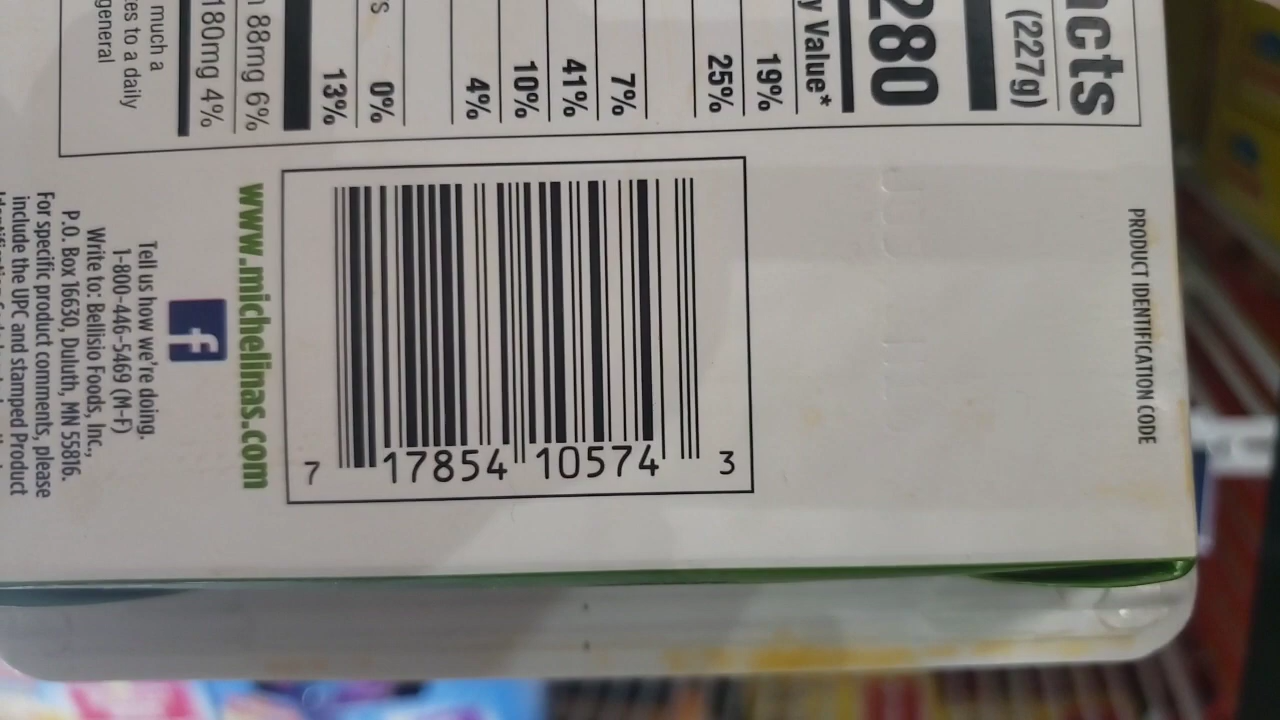 acts
(227g)
280
y Value*
19%
25%
7%
41%
10%
4%
s 0%
13%
88mg 6%
180mg 4%
much a
es to a daily
general
PRODUCT IDENTIFICATION CODE
7 17854 10574 3
www.michelinas.com
f
Tell us how we're doing.
1-800-446-5469 (M-F)
Write to: Bellisio Foods, Inc.,
P.O. Box 16630, Duluth, MN 55816.
For specific product comments, please
include the UPC and stamped Product